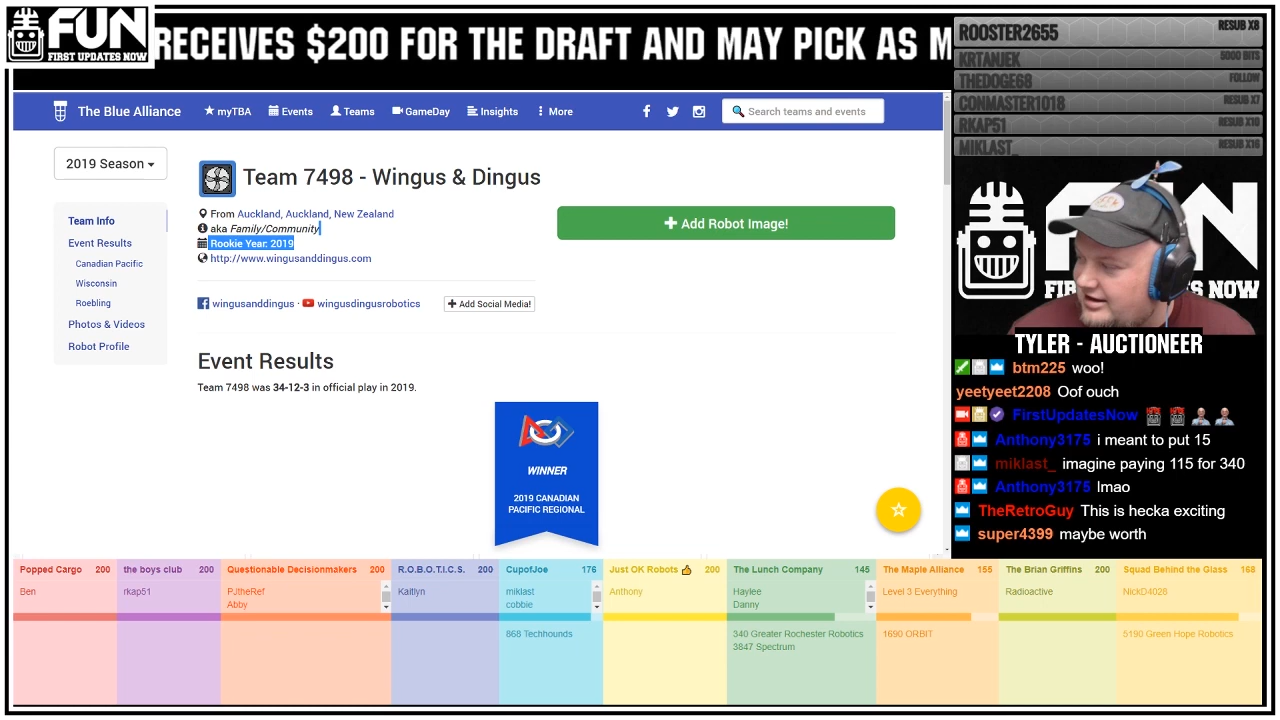 FUN
FIRST UPDATES NOW
RECEIVES $200 FOR THE DRAFT AND MAY PICK AS M
ROOSTER2655 RESUB X8
KRTANJEK 5000 BITS
THEDOGE68 FOLLOW
CONMASTER1018 RESUB X7
RKAP51 RESUB X10
MIKLAST_ RESUB X16
The Blue Alliance myTBA Events Teams GameDay Insights More Search teams and events
2019 Season
Team Info
Event Results
Canadian Pacific
Wisconsin
Roebling
Photos & Videos
Robot Profile
Team 7498 - Wingus & Dingus
From Auckland, Auckland, New Zealand
aka Family/Community
Rookie Year: 2019
http://www.wingusanddingus.com
wingusanddingus · wingusdingusrobotics
Add Social Media!
Add Robot Image!
Event Results
Team 7498 was 34-12-3 in official play in 2019.
WINNER
2019 CANADIAN
PACIFIC REGIONAL
TYLER - AUCTIONEER
btm225 woo!
yeetyeet2208 Oof ouch
FirstUpdatesNow
Anthony3175 i meant to put 15
miklast_ imagine paying 115 for 340
Anthony3175 lmao
TheRetroGuy This is hecka exciting
super4399 maybe worth
Popped Cargo 200
Ben
the boys club 200
rkap51
Questionable Decisionmakers 200
PJtheRef
Abby
R.O.B.O.T.I.C.S. 200
Kaitlyn
CupofJoe 176
miklast
cobbie
868 Techhounds
Just OK Robots 👍 200
Anthony
The Lunch Company 145
Haylee
Danny
340 Greater Rochester Robotics
3847 Spectrum
The Maple Alliance 155
Level 3 Everything
1690 ORBIT
The Brian Griffins 200
Radioactive
Squad Behind the Glass 168
NickD4028
5190 Green Hope Robotics